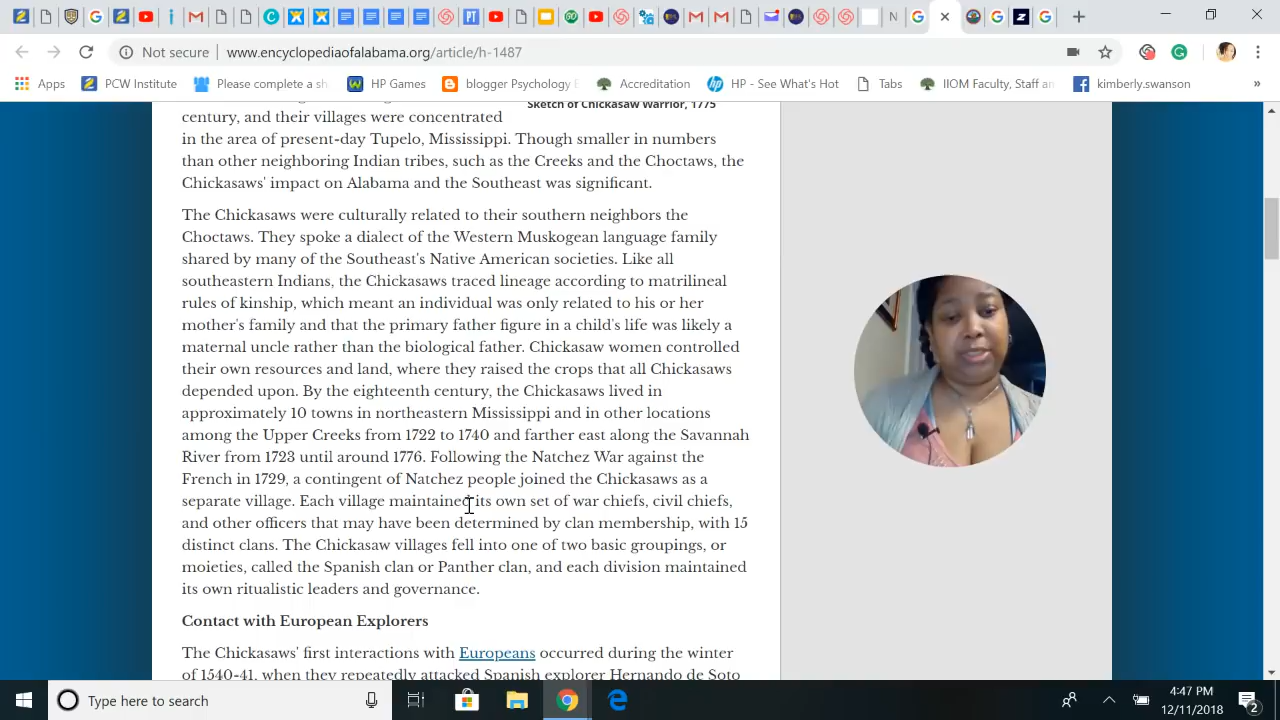 Not secure www.encyclopediaofalabama.org/article/h-1487
Apps PCW Institute Please complete a sh HP Games blogger Psychology E Accreditation HP - See What's Hot Tabs IIOM Faculty, Staff an kimberly.swanson »
Sketch of Chickasaw Warrior, 1775
century, and their villages were concentrated
in the area of present-day Tupelo, Mississippi. Though smaller in numbers
than other neighboring Indian tribes, such as the Creeks and the Choctaws, the
Chickasaws' impact on Alabama and the Southeast was significant.
The Chickasaws were culturally related to their southern neighbors the
Choctaws. They spoke a dialect of the Western Muskogean language family
shared by many of the Southeast's Native American societies. Like all
southeastern Indians, the Chickasaws traced lineage according to matrilineal
rules of kinship, which meant an individual was only related to his or her
mother's family and that the primary father figure in a child's life was likely a
maternal uncle rather than the biological father. Chickasaw women controlled
their own resources and land, where they raised the crops that all Chickasaws
depended upon. By the eighteenth century, the Chickasaws lived in
approximately 10 towns in northeastern Mississippi and in other locations
among the Upper Creeks from 1722 to 1740 and farther east along the Savannah
River from 1723 until around 1776. Following the Natchez War against the
French in 1729, a contingent of Natchez people joined the Chickasaws as a
separate village. Each village maintained its own set of war chiefs, civil chiefs,
and other officers that may have been determined by clan membership, with 15
distinct clans. The Chickasaw villages fell into one of two basic groupings, or
moieties, called the Spanish clan or Panther clan, and each division maintained
its own ritualistic leaders and governance.
Contact with European Explorers
The Chickasaws' first interactions with Europeans occurred during the winter
of 1540-41, when they repeatedly attacked Spanish explorer Hernando de Soto
Type here to search
4:47 PM
12/11/2018
2